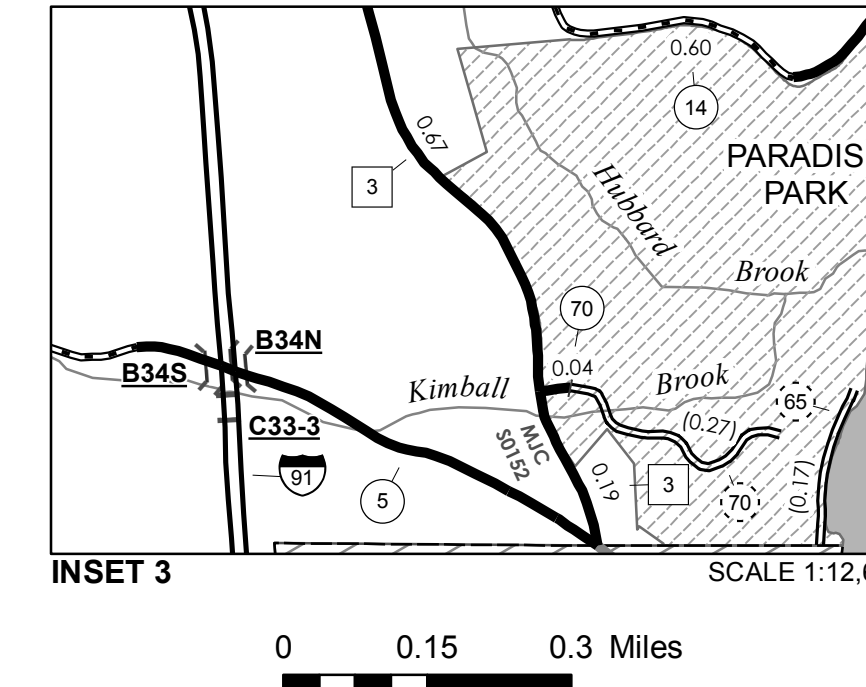 0.60
14
0.67
PARADIS
PARK
3
Hubbard
Brook
70
B34N
0.04
B34S
Kimball
Brook
65
C33-3
(0.27)
MJC
S0152
91
0.19
3
5
70
(0.17)
INSET 3
SCALE 1:12,6
0
0.15
0.3 Miles